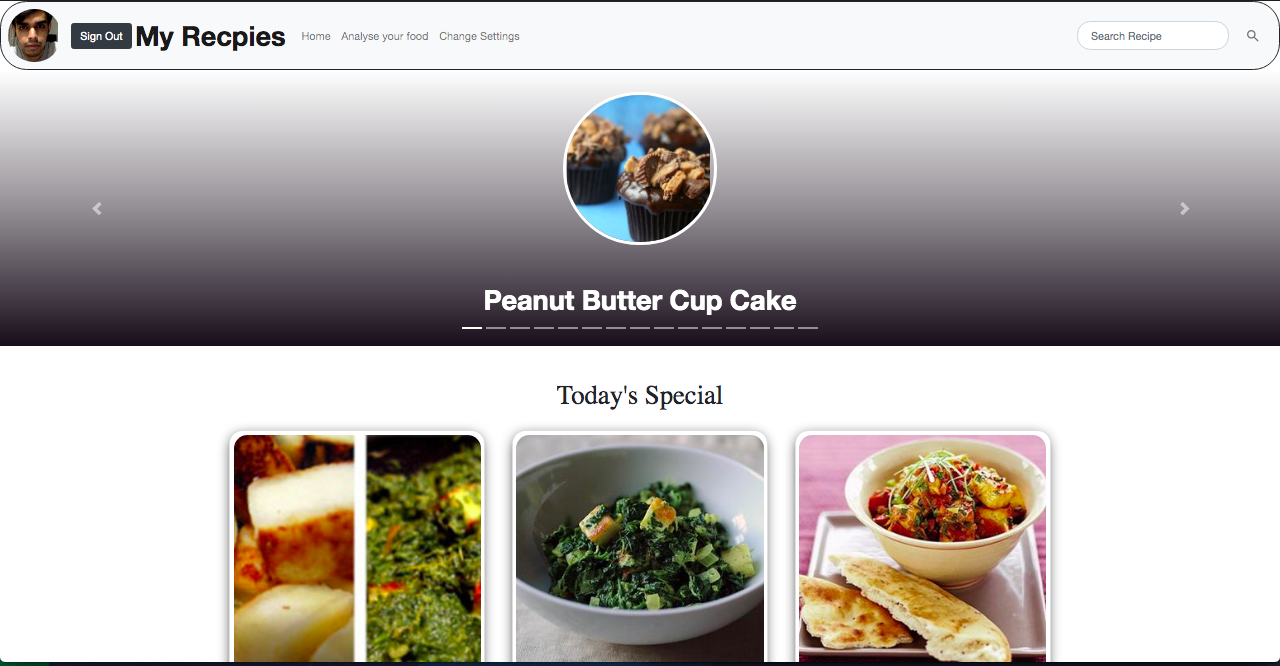 Sign Out My Recpies Home Analyse your food Change Settings Search Recipe
Peanut Butter Cup Cake
Today's Special